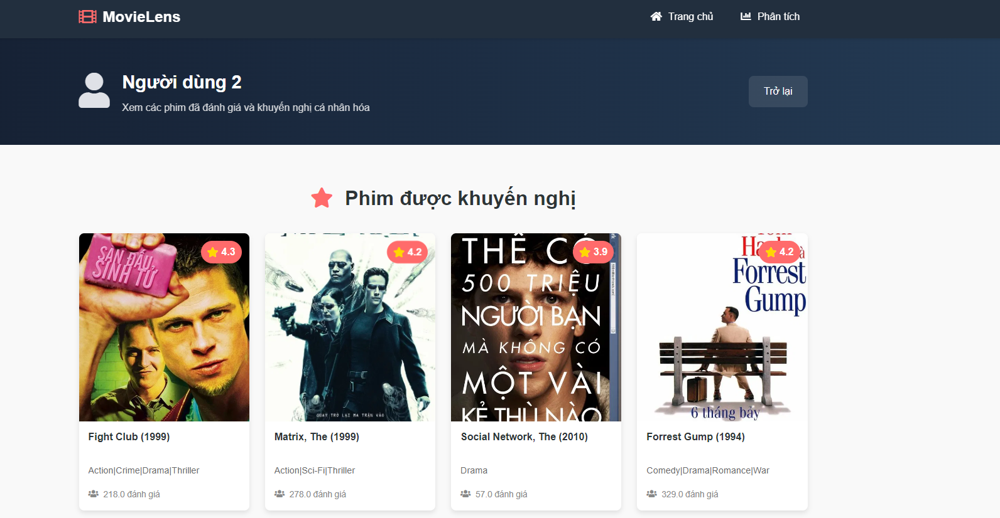 MovieLens
Trang chủ
Phân tích
Người dùng 2
Xem các phim đã đánh giá và khuyến nghị cá nhân hóa
Trở lại
Phim được khuyến nghị
SÀN ĐẤU,
SINH TỬ
4.3
Fight Club (1999)
Action|Crime|Drama|Thriller
218.0 đánh giá
4.2
QUAY TRỞ LẠI MA TRẬN VÀO
Matrix, The (1999)
Action|Sci-Fi|Thriller
278.0 đánh giá
3.9
THỂ CÓ
500 TRIỆU
NGƯỜI BẠN
MÀ KHÔNG CÓ
MỘT VÀI
KẺ THÙ NÀO
Social Network, The (2010)
Drama
57.0 đánh giá
4.2
Forrest
Gump
6 tháng bảy
Forrest Gump (1994)
Comedy|Drama|Romance|War
329.0 đánh giá